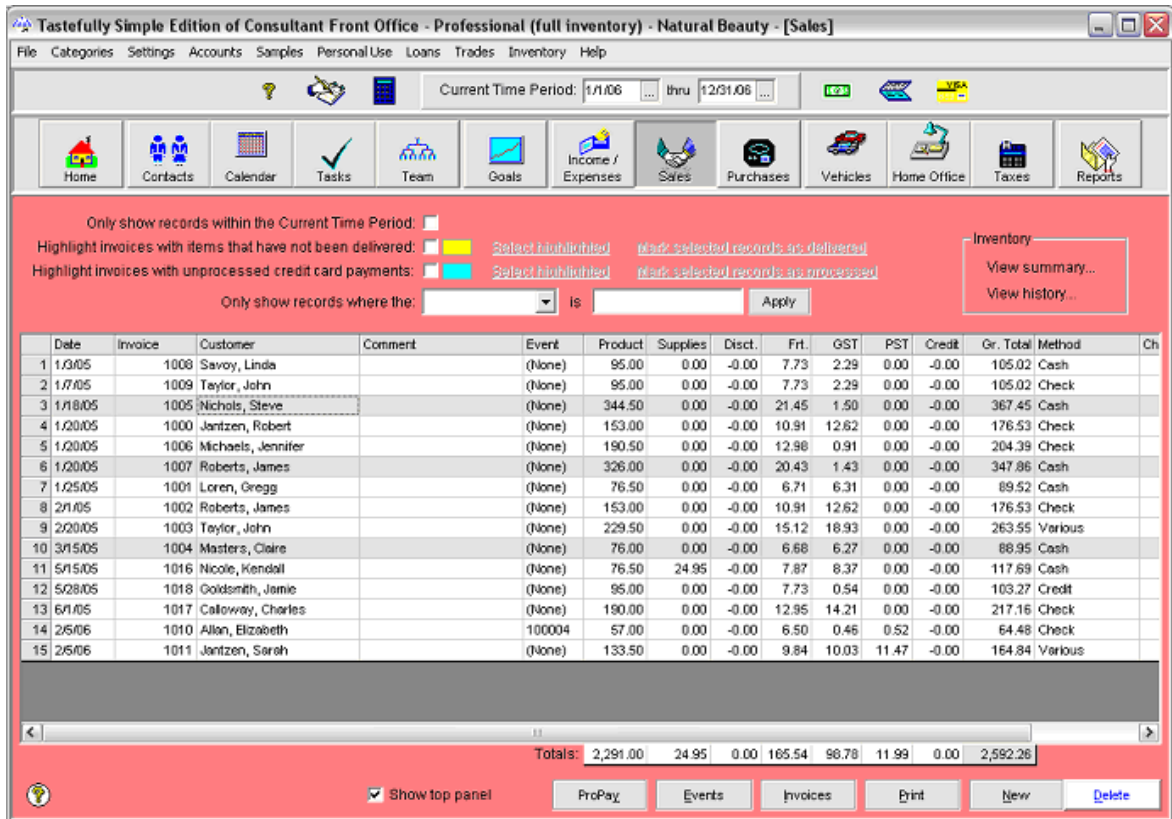 Tastefully Simple Edition of Consultant Front Office - Professional (full inventory) - Natural Beauty - [Sales]
File Categories Settings Accounts Samples Personal Use Loans Trades Inventory Help
Current Time Period: 1/1/06 ... thru 12/31/06 ... VISA
Home Contacts Calendar Tasks Team Goals Income / Expenses Sales Purchases Vehicles Home Office Taxes Reports
Only show records within the Current Time Period:
Highlight invoices with items that have not been delivered: Select highlighted Mark selected records as delivered
Highlight invoices with unprocessed credit card payments: Select highlighted Mark selected records as processed
Only show records where the: is Apply
Inventory
View summary...
View history...
Date Invoice Customer Comment Event Product Supplies Disct. Frt. GST PST Credit Gr. Total Method Ch
1 1/3/05 1008 Savoy, Linda (None) 95.00 0.00 -0.00 7.73 2.29 0.00 -0.00 105.02 Cash
2 1/7/05 1009 Taylor, John (None) 95.00 0.00 -0.00 7.73 2.29 0.00 -0.00 105.02 Check
3 1/18/05 1005 Nichols, Steve (None) 344.50 0.00 -0.00 21.45 1.50 0.00 -0.00 367.45 Cash
4 1/20/05 1000 Jantzen, Robert (None) 153.00 0.00 -0.00 10.91 12.62 0.00 -0.00 176.53 Check
5 1/20/05 1006 Michaels, Jennifer (None) 190.50 0.00 -0.00 12.98 0.91 0.00 -0.00 204.39 Check
6 1/20/05 1007 Roberts, James (None) 326.00 0.00 -0.00 20.43 1.43 0.00 -0.00 347.86 Cash
7 1/25/05 1001 Loren, Gregg (None) 76.50 0.00 -0.00 6.71 6.31 0.00 -0.00 89.52 Cash
8 2/1/05 1002 Roberts, James (None) 153.00 0.00 -0.00 10.91 12.62 0.00 -0.00 176.53 Check
9 2/20/05 1003 Taylor, John (None) 229.50 0.00 -0.00 15.12 18.93 0.00 -0.00 263.55 Various
10 3/15/05 1004 Masters, Claire (None) 76.00 0.00 -0.00 6.68 6.27 0.00 -0.00 88.95 Cash
11 5/15/05 1016 Nicole, Kendall (None) 76.50 24.95 -0.00 7.87 8.37 0.00 -0.00 117.69 Cash
12 5/28/05 1018 Goldsmith, Jamie (None) 95.00 0.00 -0.00 7.73 0.54 0.00 -0.00 103.27 Credit
13 6/1/05 1017 Calloway, Charles (None) 190.00 0.00 -0.00 12.95 14.21 0.00 -0.00 217.16 Check
14 2/5/06 1010 Allan, Elizabeth 100004 57.00 0.00 -0.00 6.50 0.46 0.52 -0.00 64.48 Check
15 2/5/06 1011 Jantzen, Sarah (None) 133.50 0.00 -0.00 9.84 10.03 11.47 -0.00 164.84 Various
Totals: 2,291.00 24.95 0.00 165.54 98.78 11.99 0.00 2,592.26
Show top panel ProPay Events Invoices Print New Delete